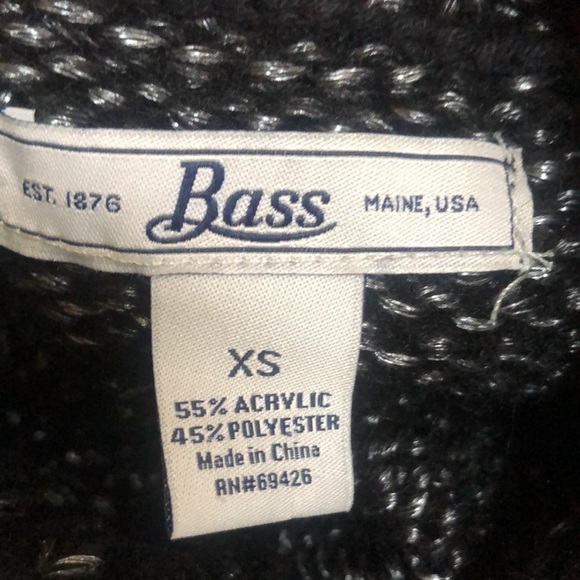 EST. 1876 Bass MAINE, USA
XS
55% ACRYLIC
45% POLYESTER
Made in China
RN#69426